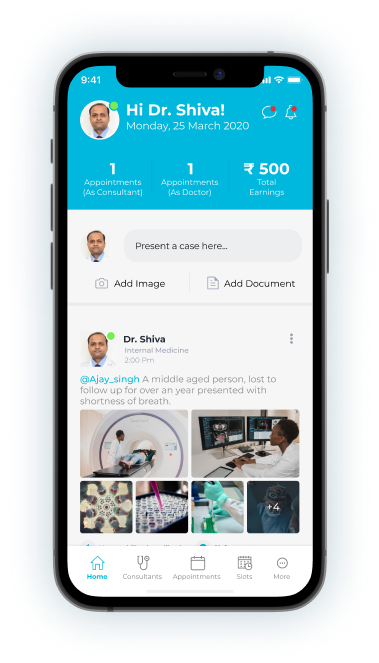 9:41
Hi Dr. Shiva!
Monday, 25 March 2020
1
Appointments
(As Consultant)
1
Appointments
(As Doctor)
₹ 500
Total
Earnings
Present a case here...
Add Image
Add Document
Dr. Shiva
Internal Medicine
2:00 Pm
@Ajay_singh A middle aged person, lost to
follow up for over an year presented with
shortness of breath.
+4
Home
Consultants
Appointments
Slots
More